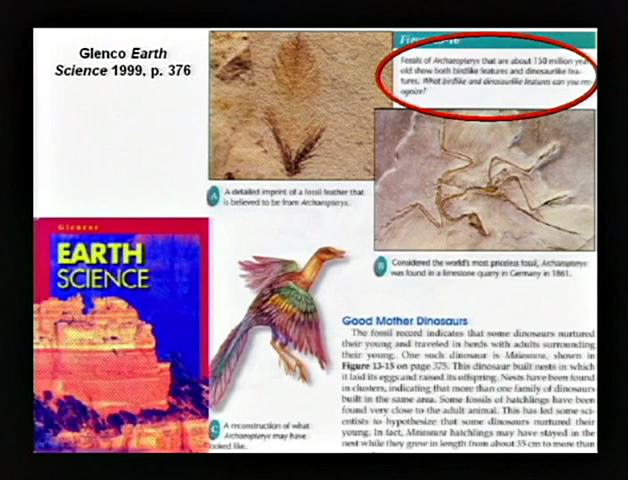 Glenco Earth
Science 1999, p. 376
Fossils of Archaeopteryx that are about 150 million year
old show both birdlike features and dinosaurlike fea-
tures. What birdlike and dinosaurlike features can you rec-
ognize?
A A detailed imprint of a fossil feather that
is believed to be from Archaeopteryx.
B Considered the world's most priceless fossil, Archaeopteryx
was found in a limestone quarry in Germany in 1861.
Glencoe
EARTH
SCIENCE
C A reconstruction of what
Archaeopteryx may have
looked like.
Good Mother Dinosaurs
The fossil record indicates that some dinosaurs nurtured
their young and traveled in herds with adults surrounding
their young. One such dinosaur is Maiasaura, shown in
Figure 13-15 on page 375. This dinosaur built nests in which
it laid its eggs and raised its offspring. Nests have been found
in clusters, indicating that more than one family of dinosaurs
built in the same area. Some fossils of hatchlings have been
found very close to the adult animal. This has led some sci-
entists to hypothesize that some dinosaurs nurtured their
young. In fact, Maiasaura hatchlings may have stayed in the
nest while they grew in length from about 35 cm to more than